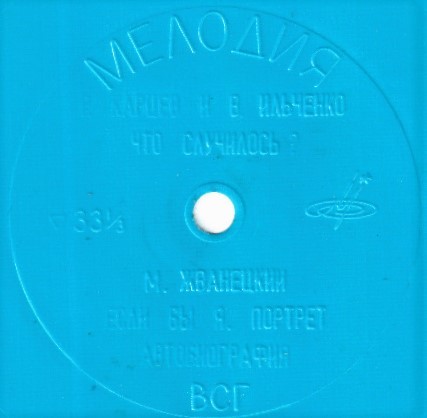 МЕЛОДИЯ
Р. КАРЦЕВ И В. ИЛЬЧЕНКО
ЧТО СЛУЧИЛОСЬ?
33⅓
М. ЖВАНЕЦКИЙ
ЕСЛИ БЫ Я. ПОРТРЕТ
АВТОБИОГРАФИЯ
ВСГ